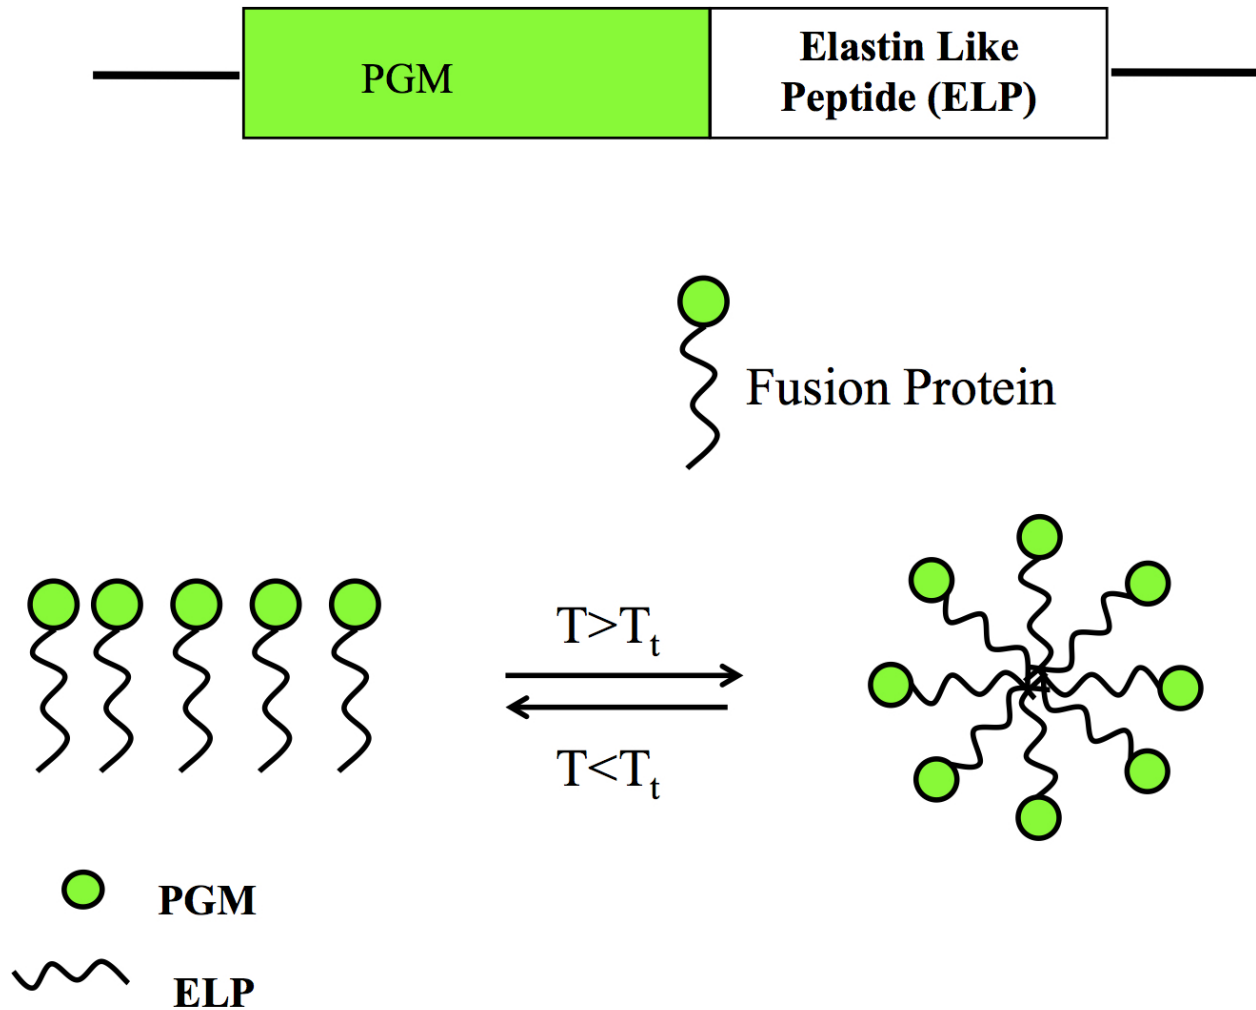 PGM
Elastin Like
Peptide (ELP)
Fusion Protein
T>Tt
T<Tt
PGM
ELP